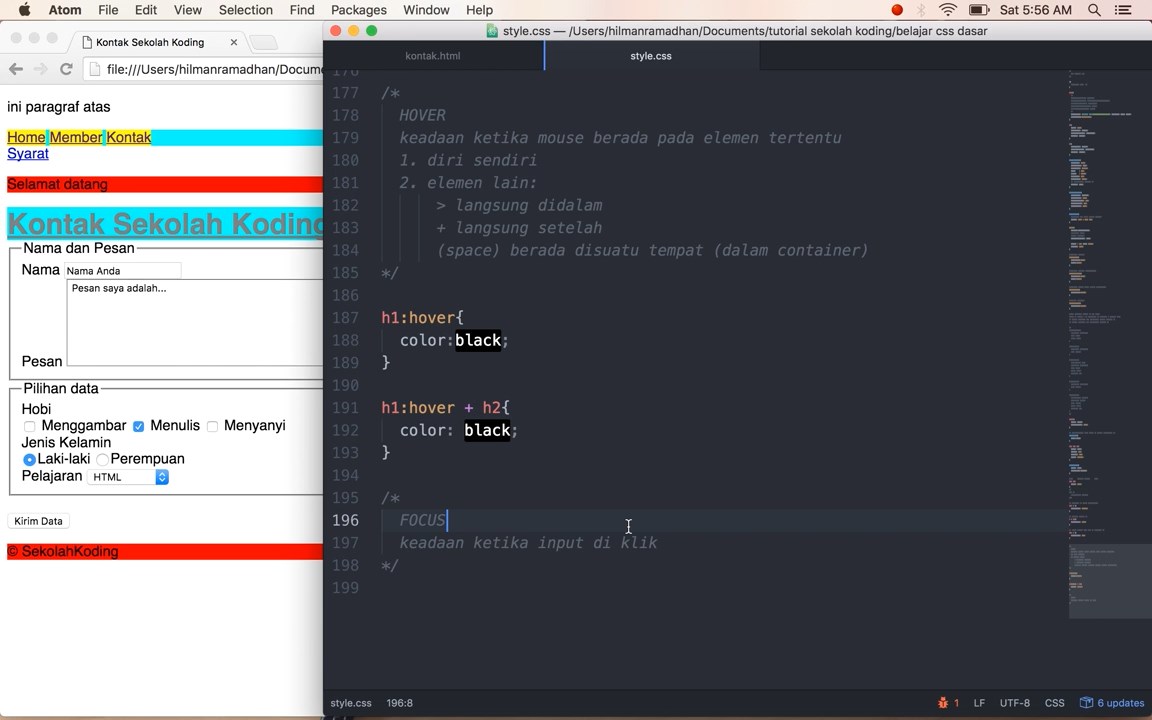 Atom File Edit View Selection Find Packages Window Help Sat 5:56 AM
Kontak Sekolah Koding
file:///Users/hilmanramadhan/Docume
ini paragraf atas
Home Member Kontak
Syarat
Selamat datang
Kontak Sekolah Koding
Nama dan Pesan
Nama Nama Anda
Pesan saya adalah...
Pesan
Pilihan data
Hobi
Menggambar Menulis Menyanyi
Jenis Kelamin
Laki-laki Perempuan
Pelajaran HTML
Kirim Data
© SekolahKoding
style.css — /Users/hilmanramadhan/Documents/tutorial sekolah koding/belajar css dasar
kontak.html style.css
176
177 /*
178 HOVER
179 keadaan ketika mouse berada pada elemen tertentu
180 1. diri sendiri
181 2. elemen lain:
182 > langsung didalam
183 + langsung setelah
184 (space) berada disuatu tempat (dalam container)
185 */
186
187 h1:hover{
188 color:black;
189 }
190
191 h1:hover + h2{
192 color: black;
193 }
194
195 /*
196 FOCUS
197 keadaan ketika input di klik
198 */
199
style.css 196:8 1 LF UTF-8 CSS 6 updates